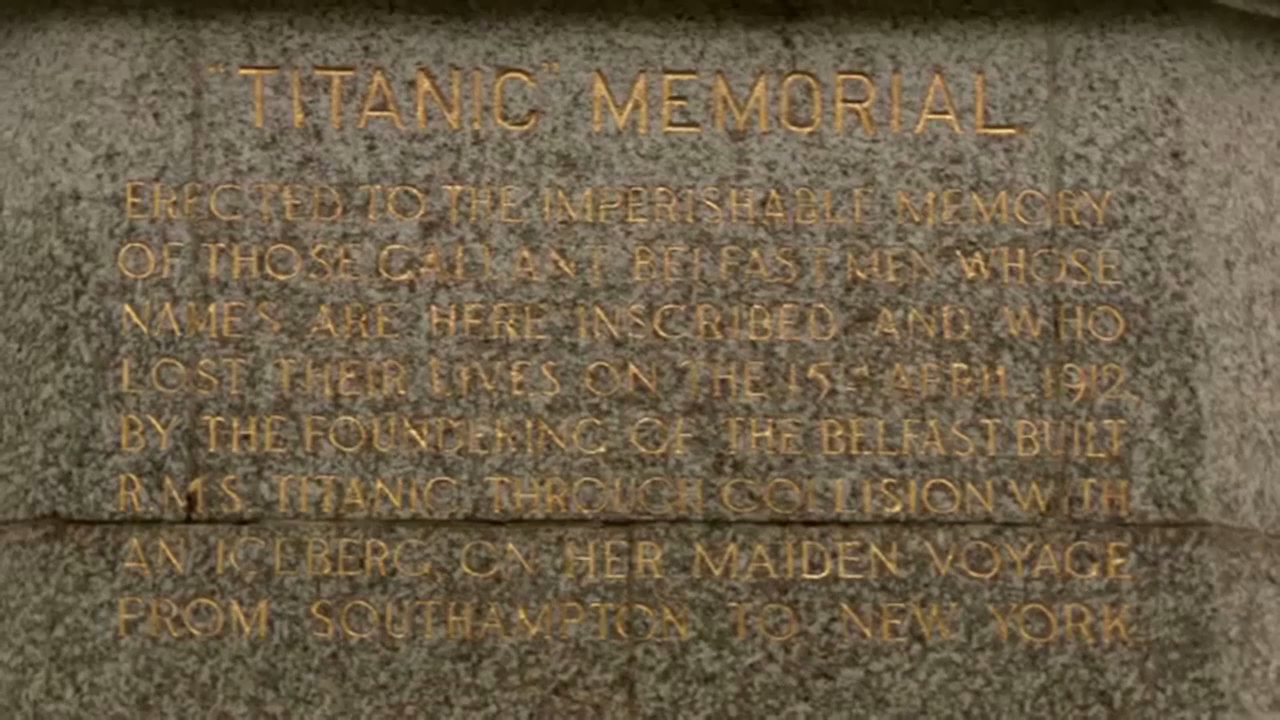 "TITANIC" MEMORIAL
ERECTED TO THE IMPERISHABLE MEMORY
OF THOSE GALLANT BELFAST MEN WHOSE
NAMES ARE HERE INSCRIBED AND WHO
LOST THEIR LIVES ON THE 15TH APRIL 1912,
BY THE FOUNDERING OF THE BELFAST BUILT
R.M.S. TITANIC, THROUGH COLLISION WITH
AN ICEBERG, ON HER MAIDEN VOYAGE
FROM SOUTHAMPTON TO NEW YORK.